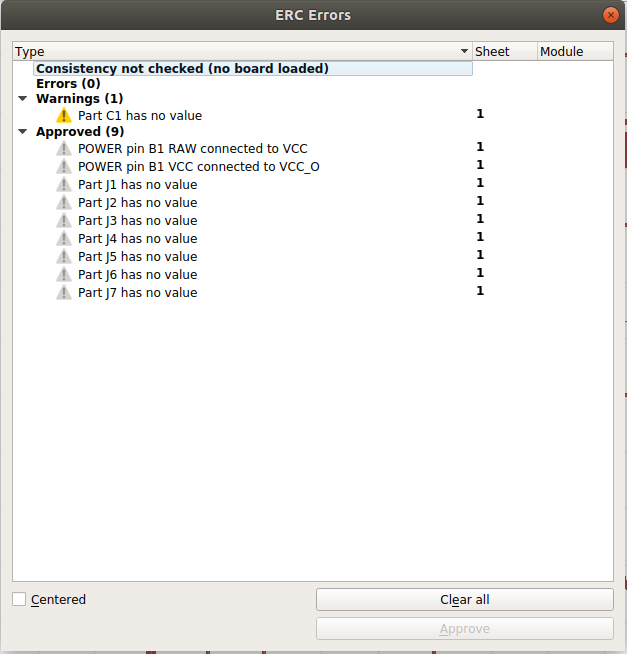 ERC Errors
Type Sheet Module
Consistency not checked (no board loaded)
Errors (0)
Warnings (1)
Part C1 has no value 1
Approved (9)
POWER pin B1 RAW connected to VCC 1
POWER pin B1 VCC connected to VCC_O 1
Part J1 has no value 1
Part J2 has no value 1
Part J3 has no value 1
Part J4 has no value 1
Part J5 has no value 1
Part J6 has no value 1
Part J7 has no value 1
Centered Clear all
Approve